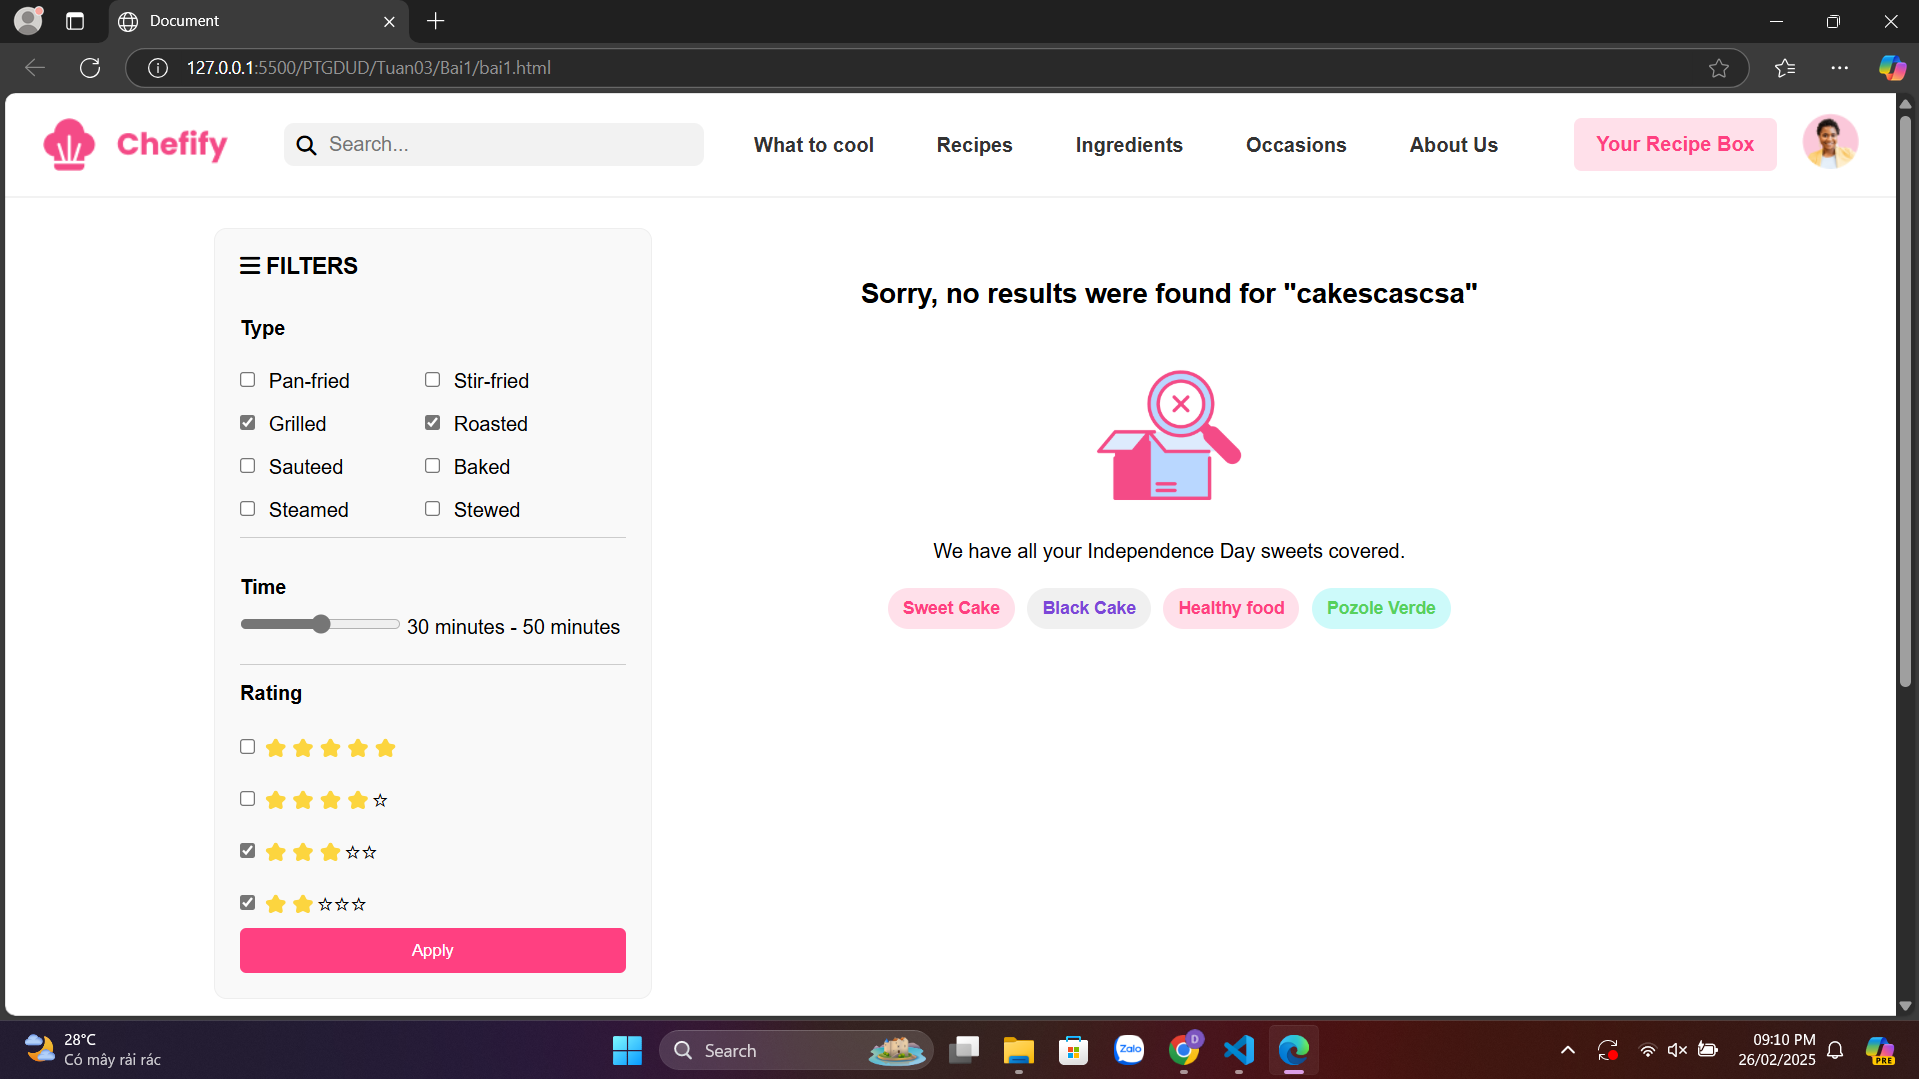 Document
127.0.0.1:5500/PTGDUD/Tuan03/Bai1/bai1.html
Chefify
Search...
What to cool
Recipes
Ingredients
Occasions
About Us
Your Recipe Box
FILTERS
Type
Pan-fried
Stir-fried
Grilled
Roasted
Sauteed
Baked
Steamed
Stewed
Time
30 minutes - 50 minutes
Rating
Apply
Sorry, no results were found for "cakescascsa"
We have all your Independence Day sweets covered.
Sweet Cake
Black Cake
Healthy food
Pozole Verde
28°C
Có mây rải rác
Search
Zalo
D
09:10 PM
26/02/2025
PRE